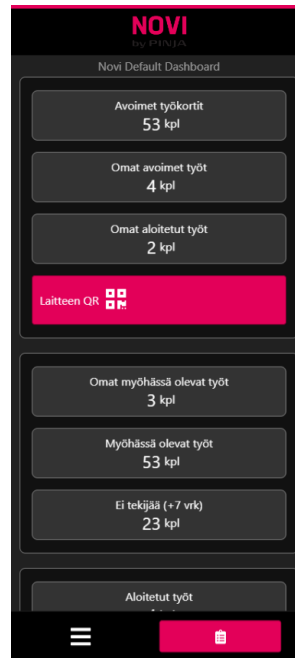 NOVI
by PINJA
Novi Default Dashboard
Avoimet työkortit
53 kpl
Omat avoimet työt
4 kpl
Omat aloitetut työt
2 kpl
Laitteen QR
Omat myöhässä olevat työt
3 kpl
Myöhässä olevat työt
53 kpl
Ei tekijää (+7 vrk)
23 kpl
Aloitetut työt